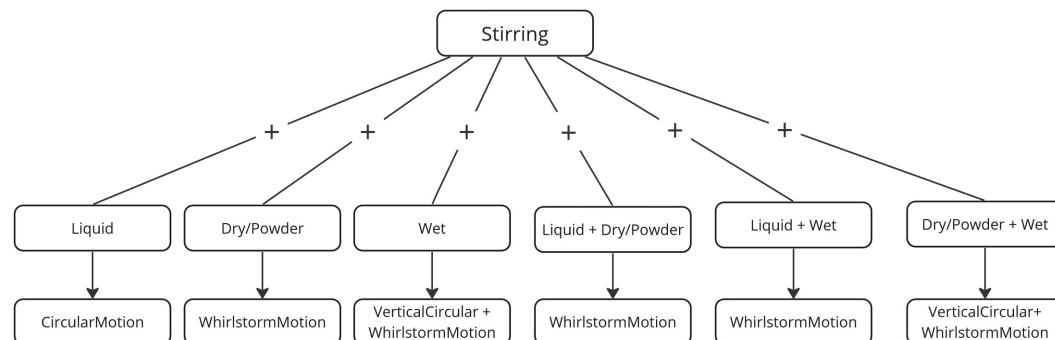 Stirring
+ + + + + +
Liquid
Dry/Powder
Wet
Liquid + Dry/Powder
Liquid + Wet
Dry/Powder + Wet
CircularMotion
WhirlstormMotion
VerticalCircular +
WhirlstormMotion
WhirlstormMotion
WhirlstormMotion
VerticalCircular+
WhirlstormMotion